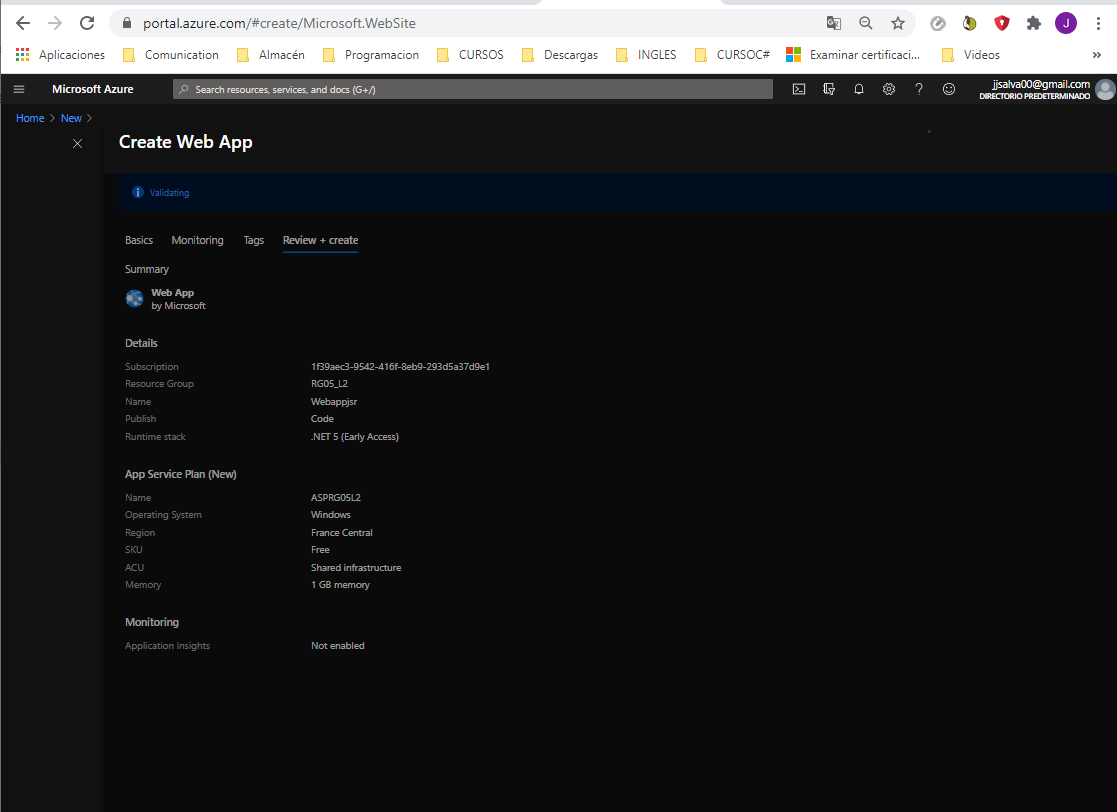 portal.azure.com/#create/Microsoft.WebSite
J
Aplicaciones Communication Almacén Programacion CURSOS Descargas INGLES CURSOC# Examinar certificaci... Videos »
Microsoft Azure Search resources, services, and docs (G+/) jjsalva00@gmail.com
DIRECTORIO PREDETERMINADO
Home > New >
Create Web App
Validating
Basics Monitoring Tags Review + create
Summary
Web App
by Microsoft
Details
Subscription 1f39aec3-9542-416f-8eb9-293d5a37d9e1
Resource Group RG05_L2
Name Webappjsr
Publish Code
Runtime stack .NET 5 (Early Access)
App Service Plan (New)
Name ASPRG05L2
Operating System Windows
Region France Central
SKU Free
ACU Shared infrastructure
Memory 1 GB memory
Monitoring
Application Insights Not enabled